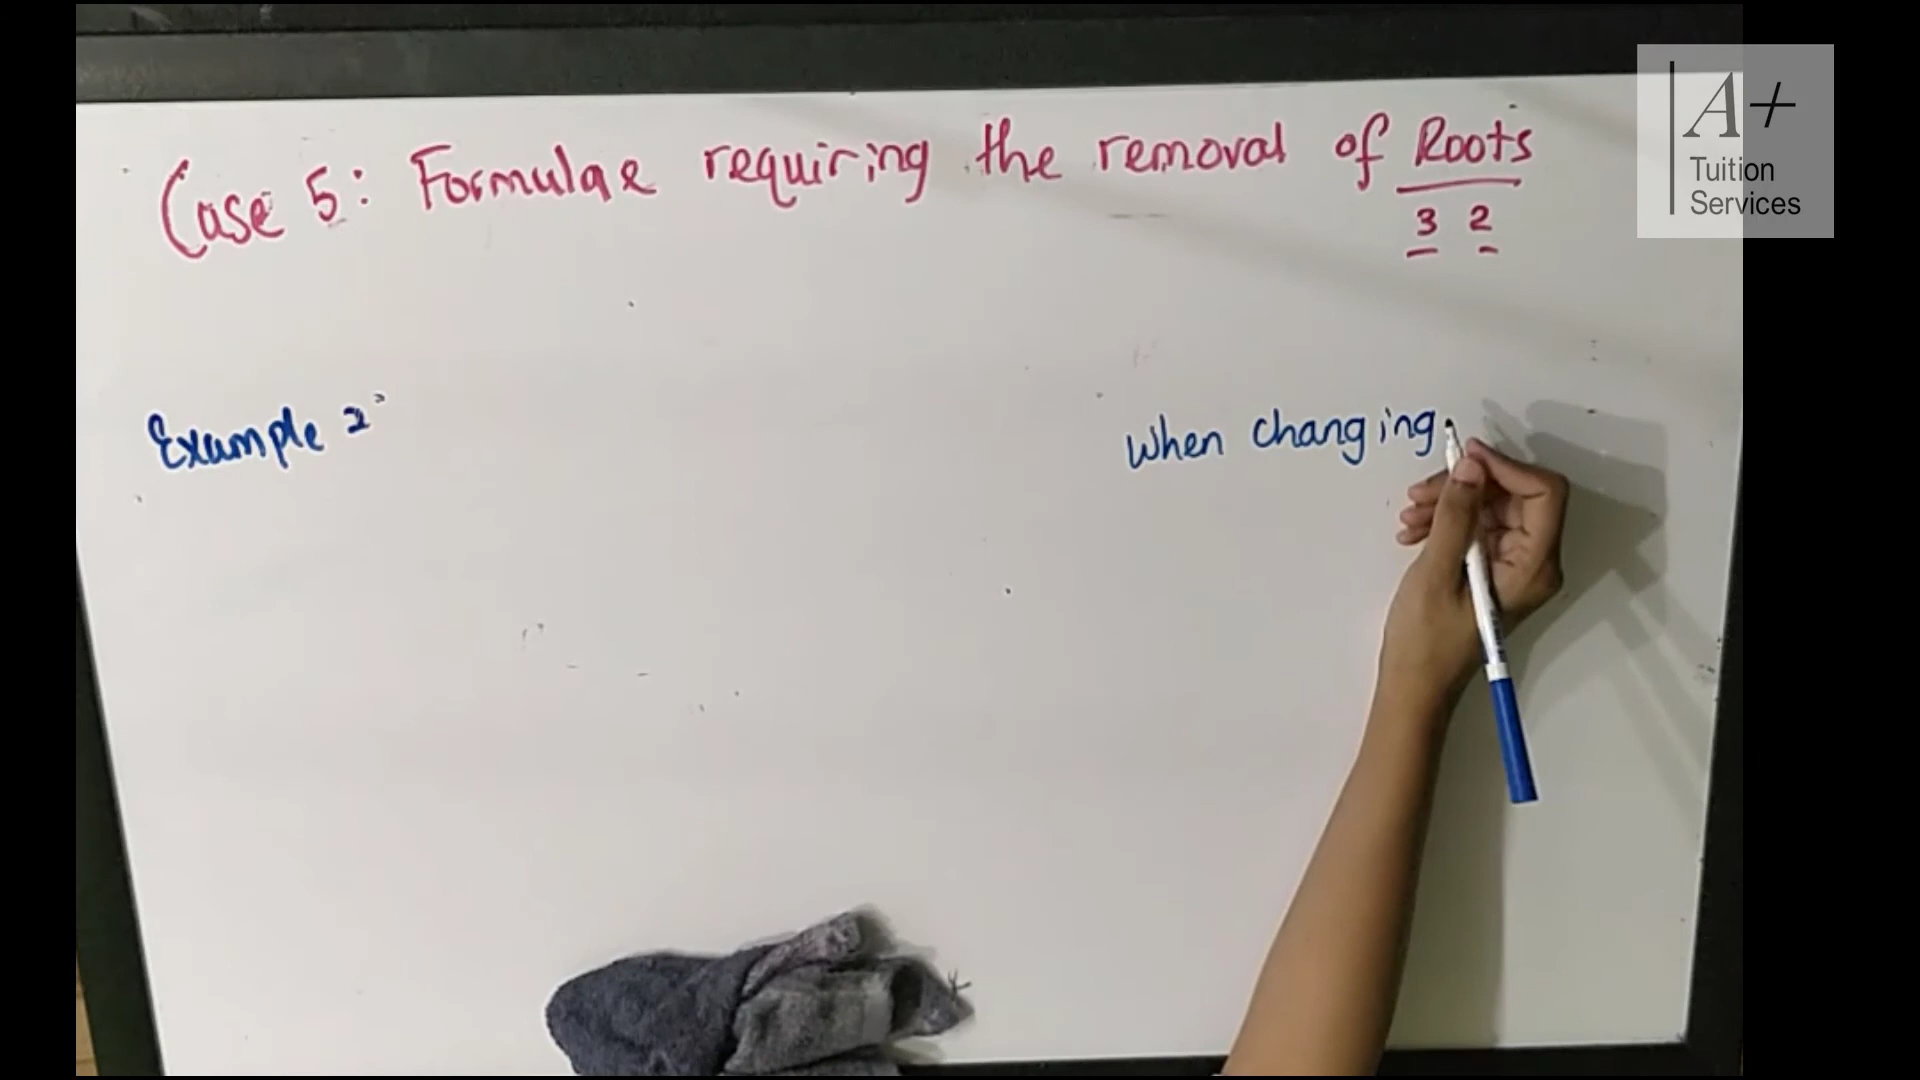 Case 5: Formulae requiring the removal of Roots
3 2
Example 2
When changing
A+
Tuition
Services